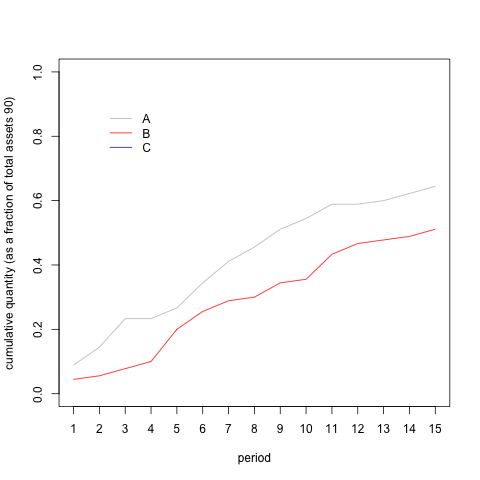 cumulative quantity (as a fraction of total assets 90)
1.0
0.8
0.6
0.4
0.2
0.0
A
B
C
1 2 3 4 5 6 7 8 9 10 11 12 13 14 15
period